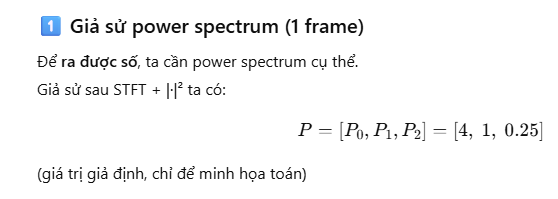 1 Giả sử power spectrum (1 frame)
Để ra được số, ta cần power spectrum cụ thể.
Giả sử sau STFT + |·|² ta có:
P = [P₀, P₁, P₂] = [4, 1, 0.25]
(giá trị giả định, chỉ để minh họa toán)